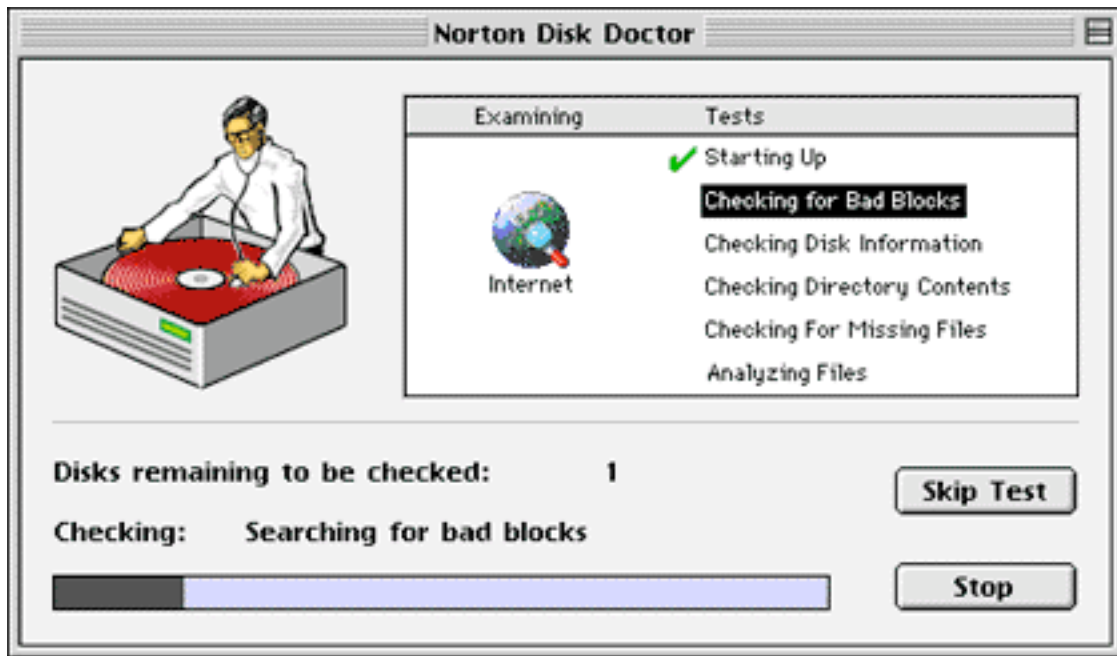 Norton Disk Doctor
Examining Tests
Starting Up
Checking for Bad Blocks
Checking Disk Information
Internet
Checking Directory Contents
Checking For Missing Files
Analyzing Files
Disks remaining to be checked: 1
Skip Test
Checking: Searching for bad blocks
Stop